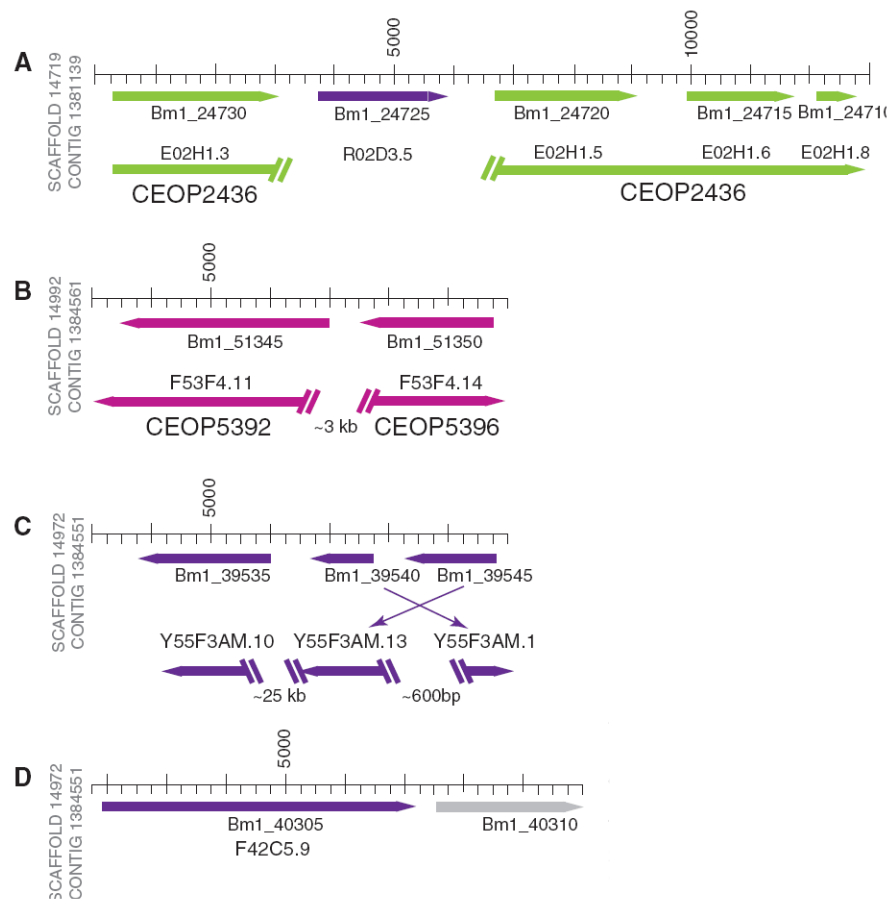 A
SCAFFOLD 14719
CONTIG 1381139
5000 10000
Bm1_24730 Bm1_24725 Bm1_24720 Bm1_24715 Bm1_24710
E02H1.3 R02D3.5 E02H1.5 E02H1.6 E02H1.8
CEOP2436 CEOP2436
B
SCAFFOLD 14992
CONTIG 1384561
5000
Bm1_51345 Bm1_51350
F53F4.11 F53F4.14
CEOP5392 ~3 kb CEOP5396
C
SCAFFOLD 14972
CONTIG 1384551
5000
Bm1_39535 Bm1_39540 Bm1_39545
Y55F3AM.10 Y55F3AM.13 Y55F3AM.1
~25 kb ~600bp
D
SCAFFOLD 14972
CONTIG 1384551
5000
Bm1_40305 Bm1_40310
F42C5.9